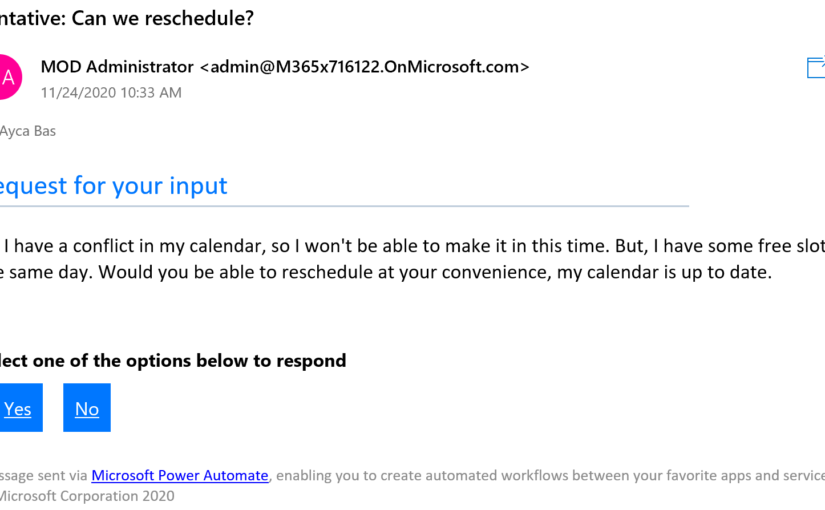 ntative: Can we reschedule?
A
MOD Administrator <admin@M365x716122.OnMicrosoft.com>
11/24/2020 10:33 AM
Ayca Bas
equest for your input
I have a conflict in my calendar, so I won't be able to make it in this time. But, I have some free slot
e same day. Would you be able to reschedule at your convenience, my calendar is up to date.
lect one of the options below to respond
Yes No
ssage sent via Microsoft Power Automate, enabling you to create automated workflows between your favorite apps and service
Microsoft Corporation 2020